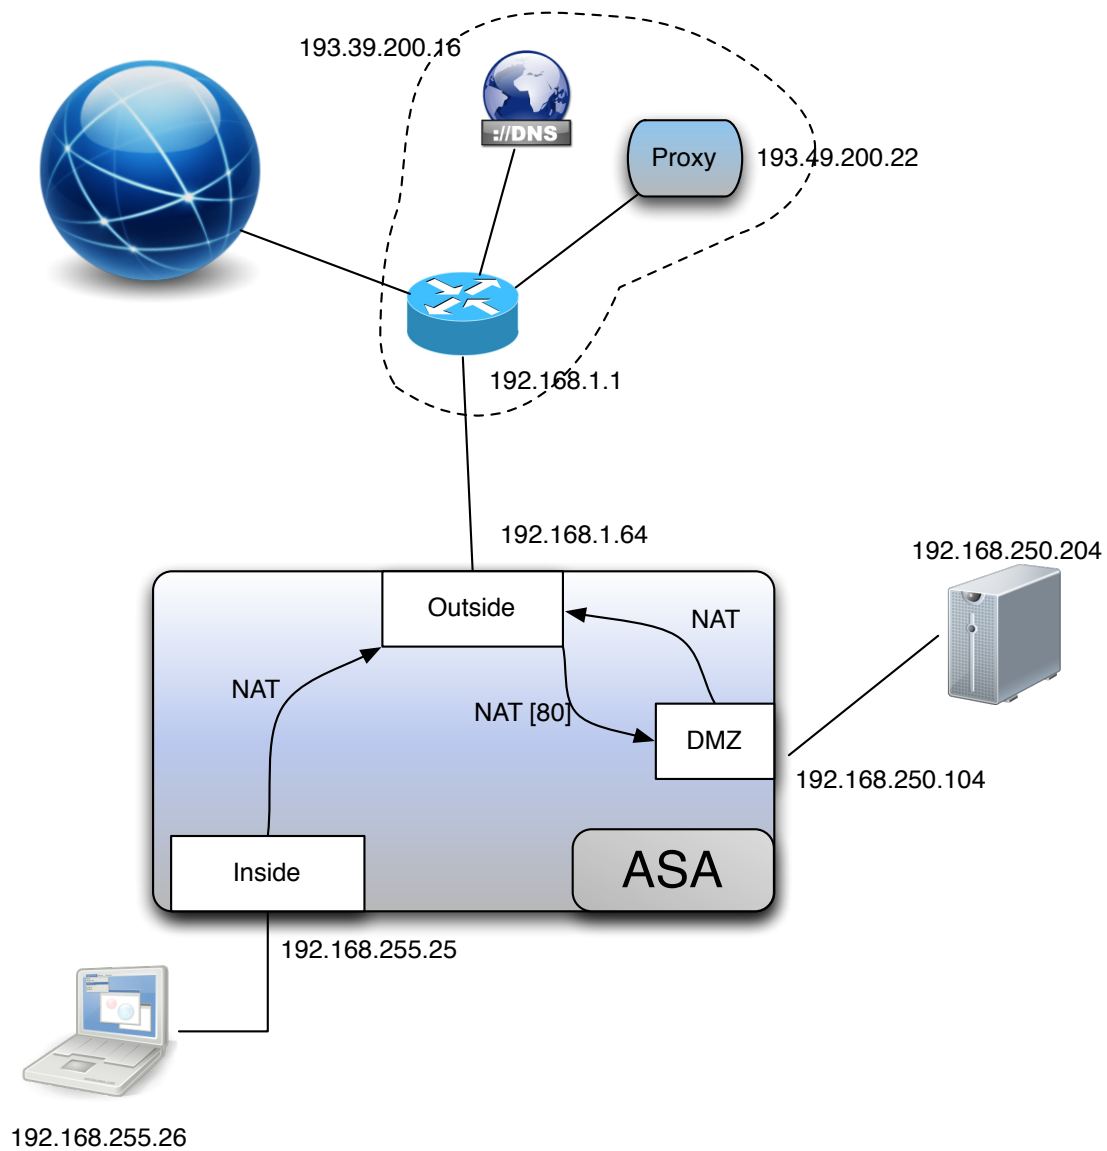 193.39.200.16
://DNS
Proxy
193.49.200.22
192.168.1.1
192.168.1.64
192.168.250.204
Outside
NAT
NAT
NAT [80]
DMZ
192.168.250.104
Inside
ASA
192.168.255.25
192.168.255.26